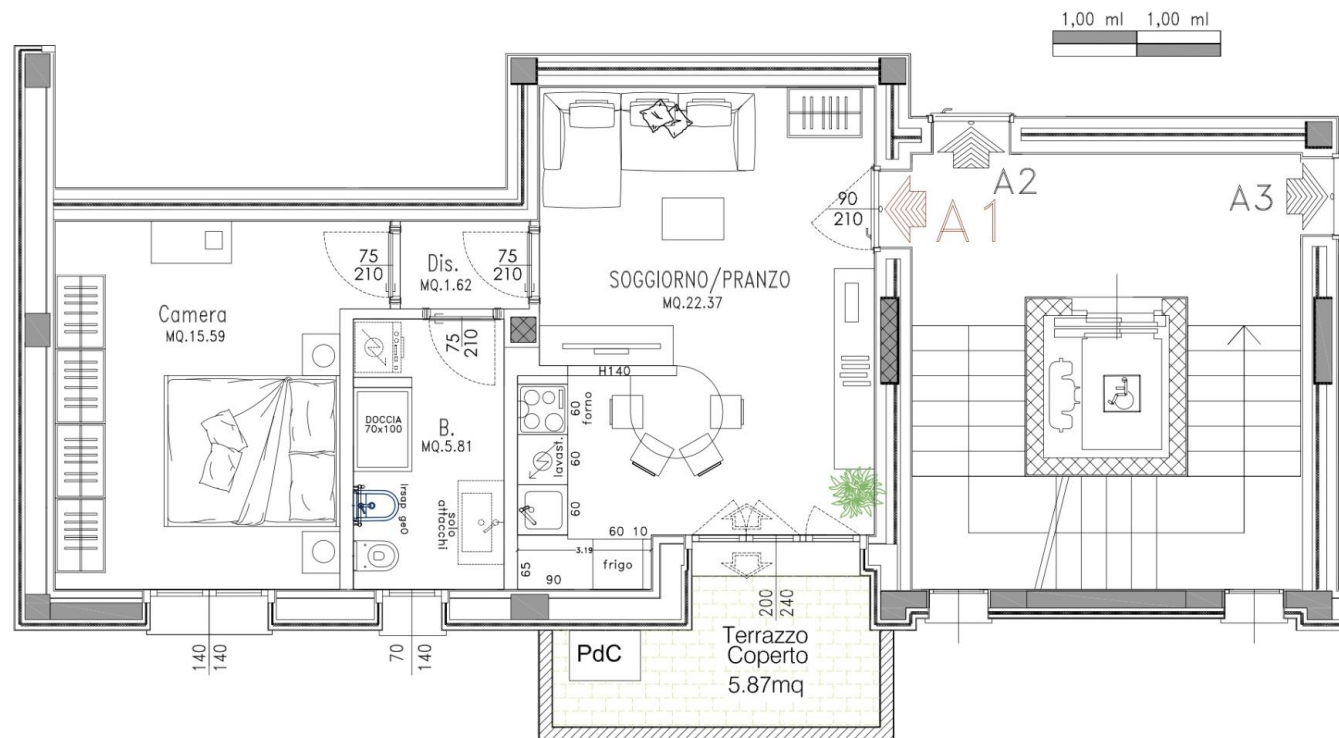 1,00 ml 1,00 ml
A2
A3
90
210
A1
75
210
Dis.
MQ.1.62
75
210
SOGGIORNO/PRANZO
MQ.22.37
Camera
MQ.15.59
75
210
H140
DOCCIA
70x100
B.
MQ.5.81
60
forno
lavast.
60
60
irsap geO
solo
attacchi
60 10
3.19
frigo
65
90
200
240
140
140
70
140
PdC
Terrazzo
Coperto
5.87mq